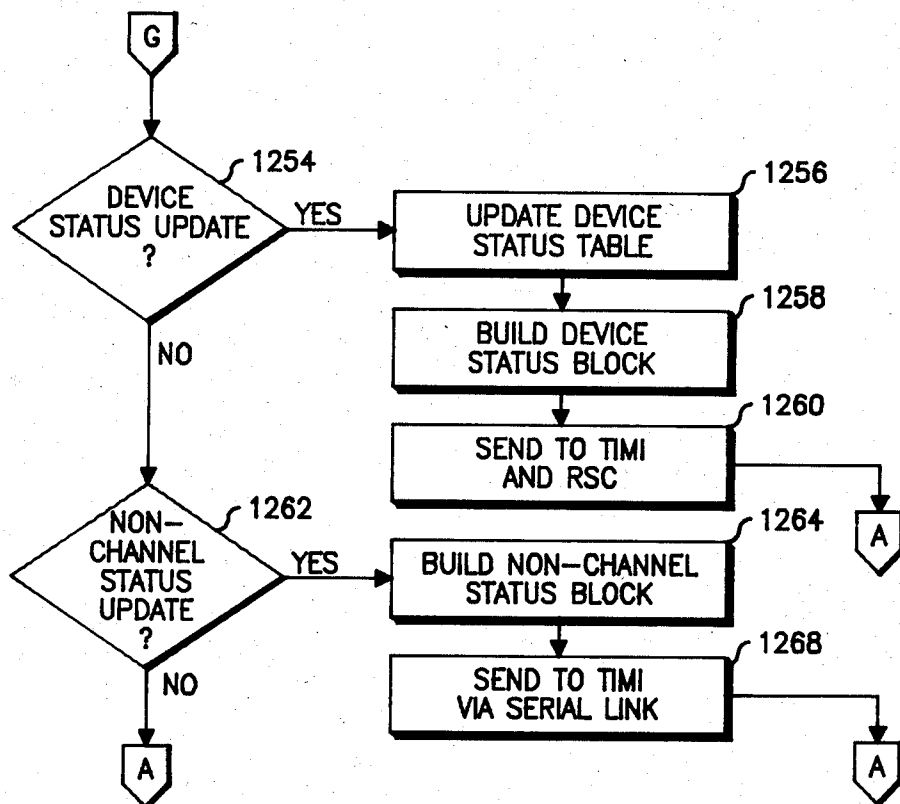 G
1254
DEVICE
STATUS UPDATE
?
YES
NO
1256
UPDATE DEVICE
STATUS TABLE
1258
BUILD DEVICE
STATUS BLOCK
1260
SEND TO TIMI
AND RSC
A
1262
NON-
CHANNEL
STATUS
UPDATE
?
YES
NO
1264
BUILD NON-CHANNEL
STATUS BLOCK
1268
SEND TO TIMI
VIA SERIAL LINK
A
A